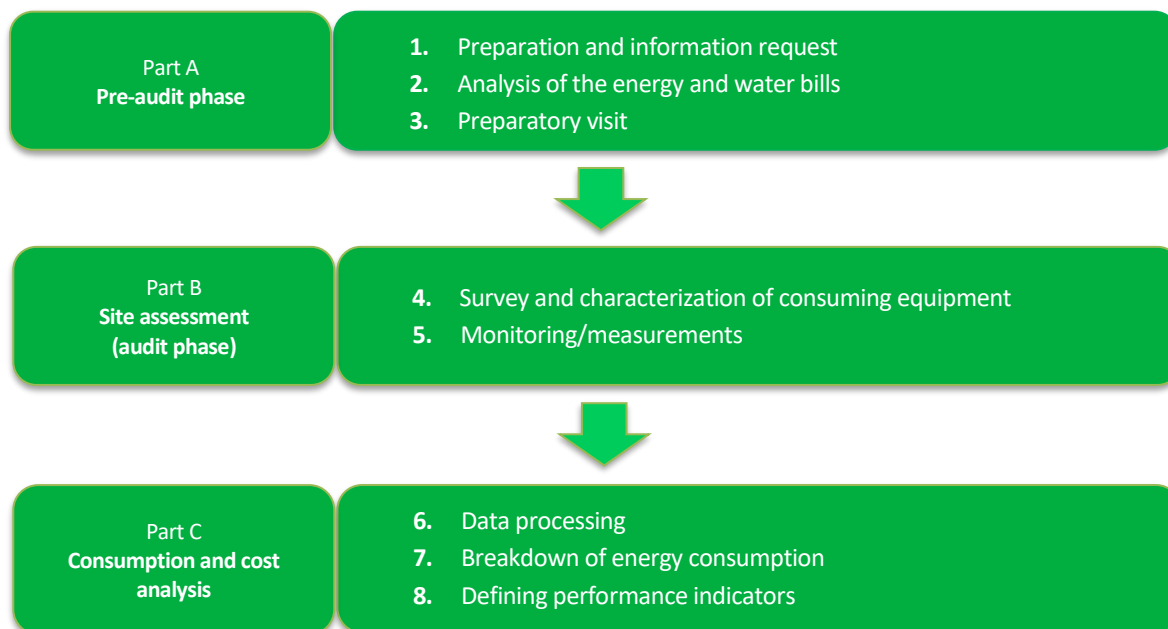 Part A
Pre-audit phase
1. Preparation and information request
2. Analysis of the energy and water bills
3. Preparatory visit
Part B
Site assessment
(audit phase)
4. Survey and characterization of consuming equipment
5. Monitoring/measurements
Part C
Consumption and cost
analysis
6. Data processing
7. Breakdown of energy consumption
8. Defining performance indicators